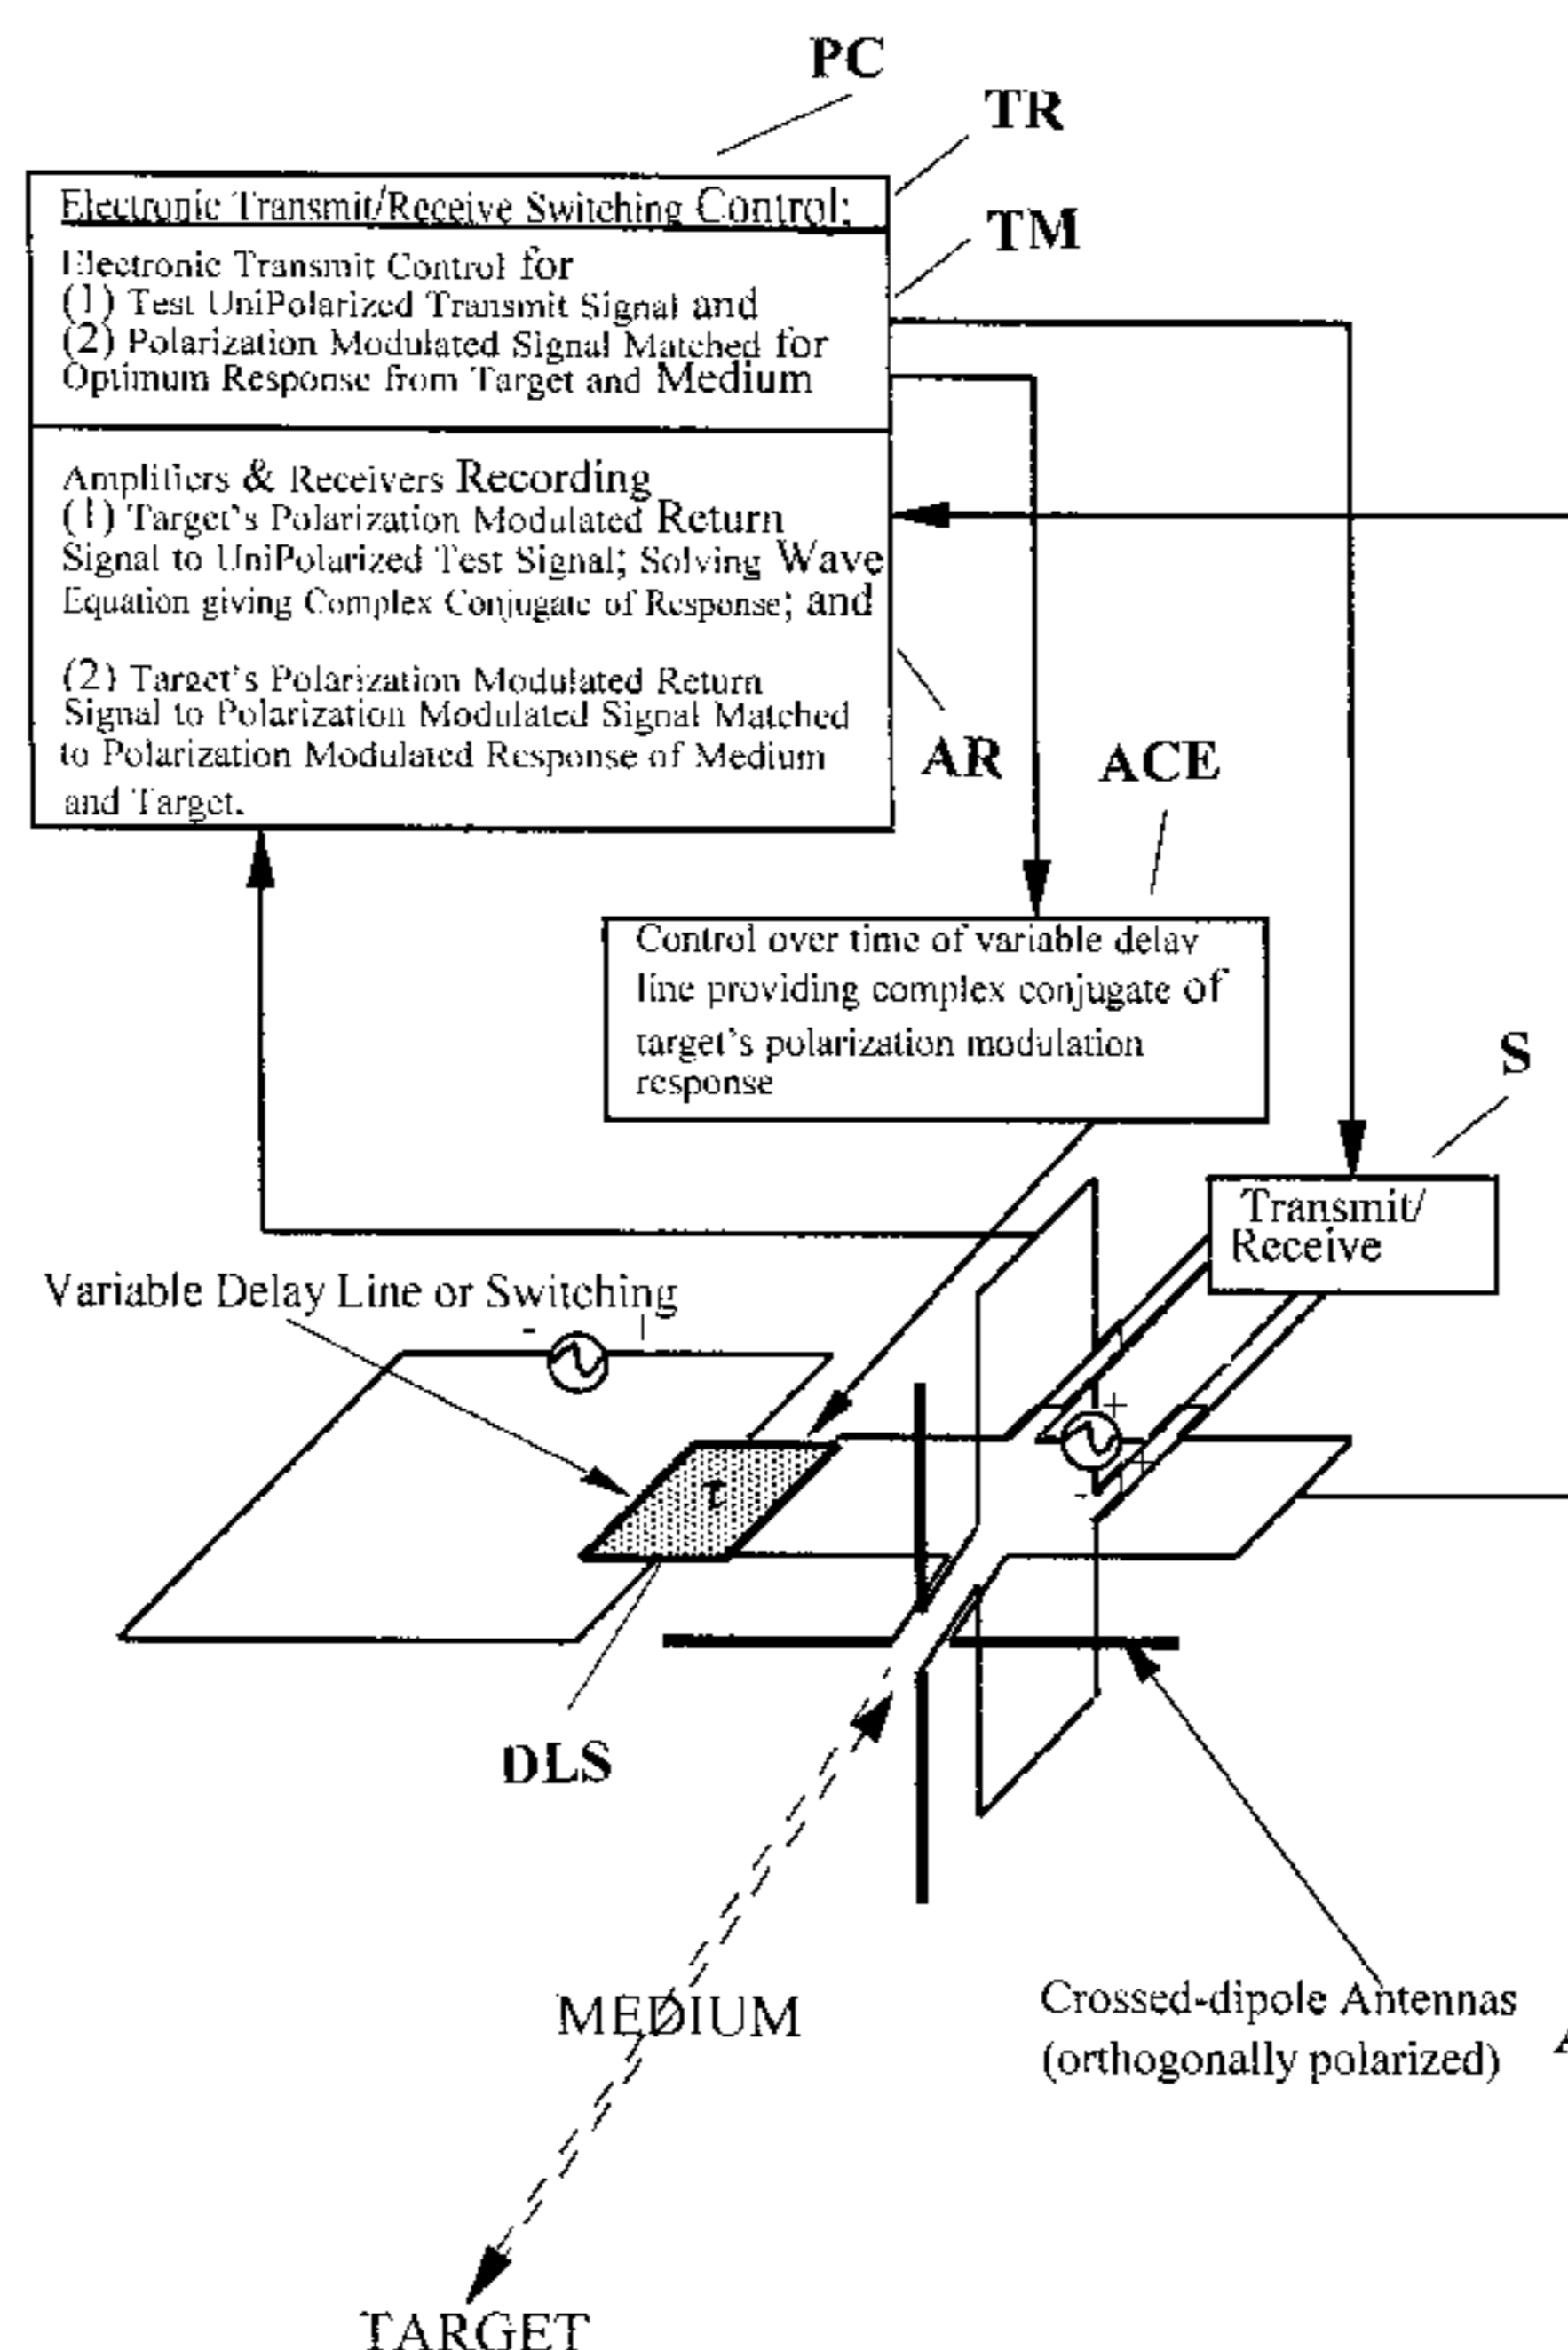 PC
TR
Electronic Transmit/Receive Switching Control:
TM
Electronic Transmit Control for
(1) Test UniPolarized Transmit Signal and
(2) Polarization Modulated Signal Matched for
Optimum Response from Target and Medium
Amplifiers & Receivers Recording
(1) Target's Polarization Modulated Return
Signal to UniPolarized Test Signal; Solving Wave
Equation giving Complex Conjugate of Response; and
(2) Target's Polarization Modulated Return
Signal to Polarization Modulated Signal Matched
to Polarization Modulated Response of Medium
and Target.
AR
ACE
Control over time of variable delay
line providing complex conjugate of
target's polarization modulation
response
S
Transmit/
Receive
Variable Delay Line or Switching
- +
+
τ
+
-
DLS
MEDIUM
Crossed-dipole Antennas
(orthogonally polarized)
TARGET